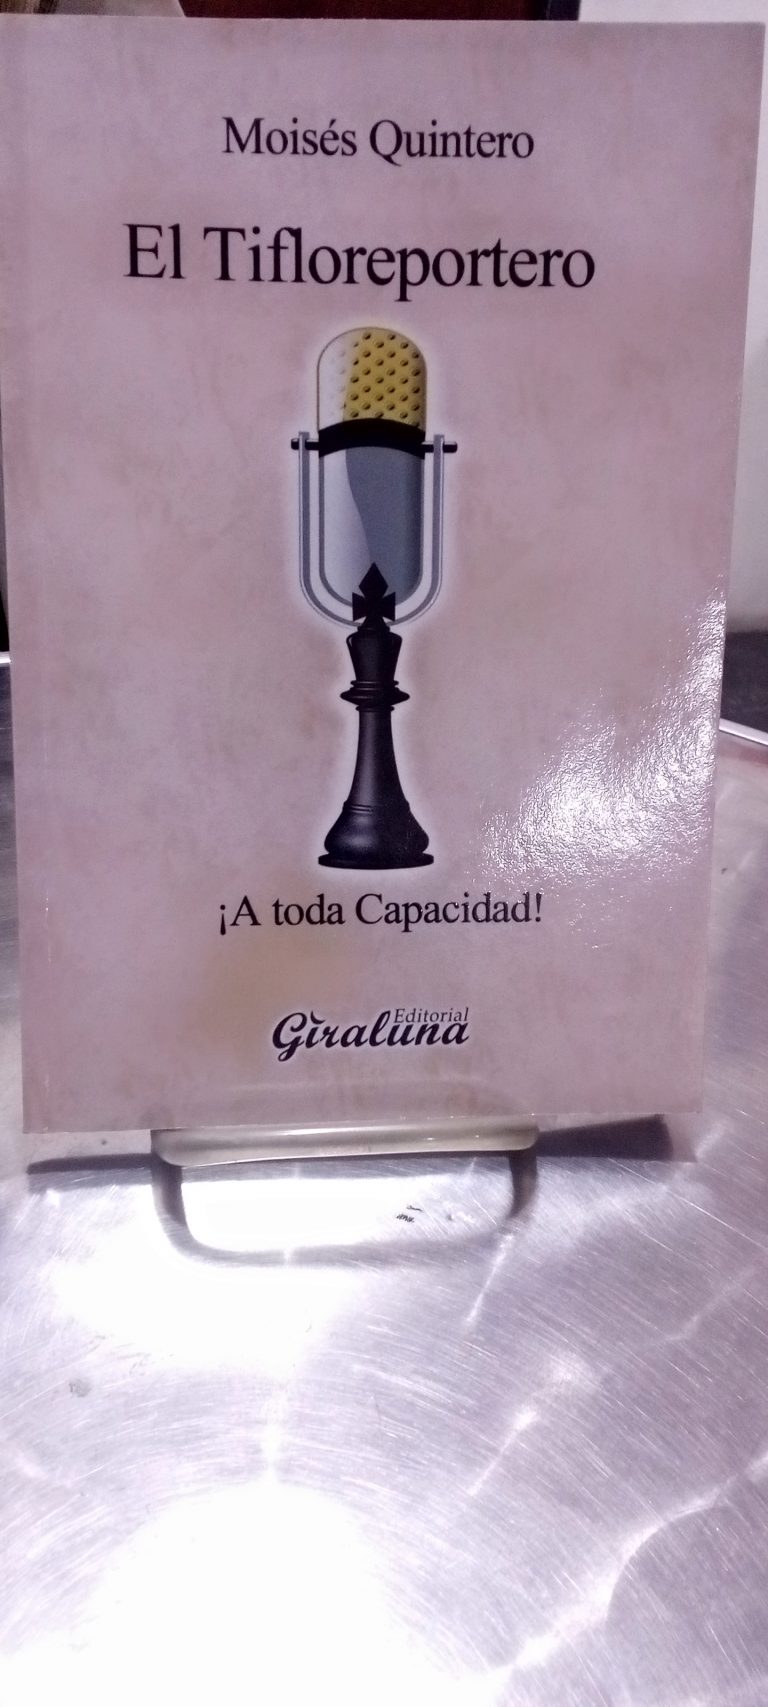 Moisés Quintero
El Tifloreportero
¡A toda Capacidad!
Editorial
Giraluna